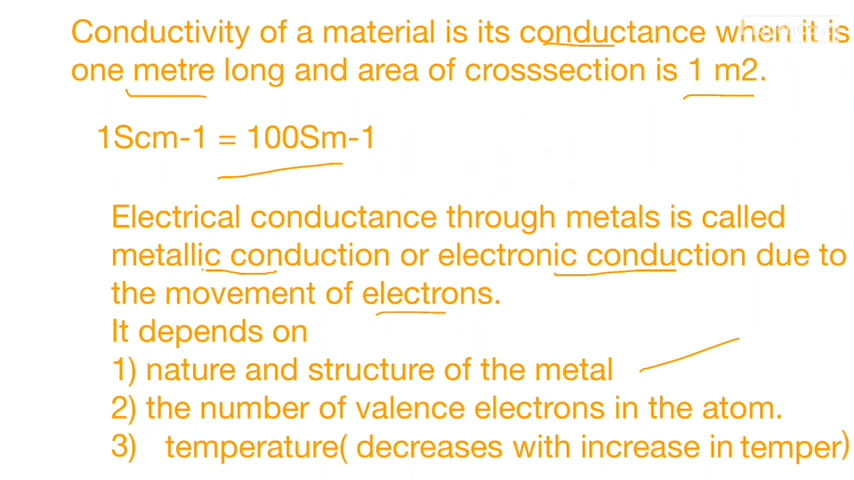 Conductivity of a material is its conductance when it is
one metre long and area of crosssection is 1 m2.
1Scm-1 = 100Sm-1
Electrical conductance through metals is called
metallic conduction or electronic conduction due to
the movement of electrons.
It depends on
1) nature and structure of the metal
2) the number of valence electrons in the atom.
3) temperature( decreases with increase in temper)